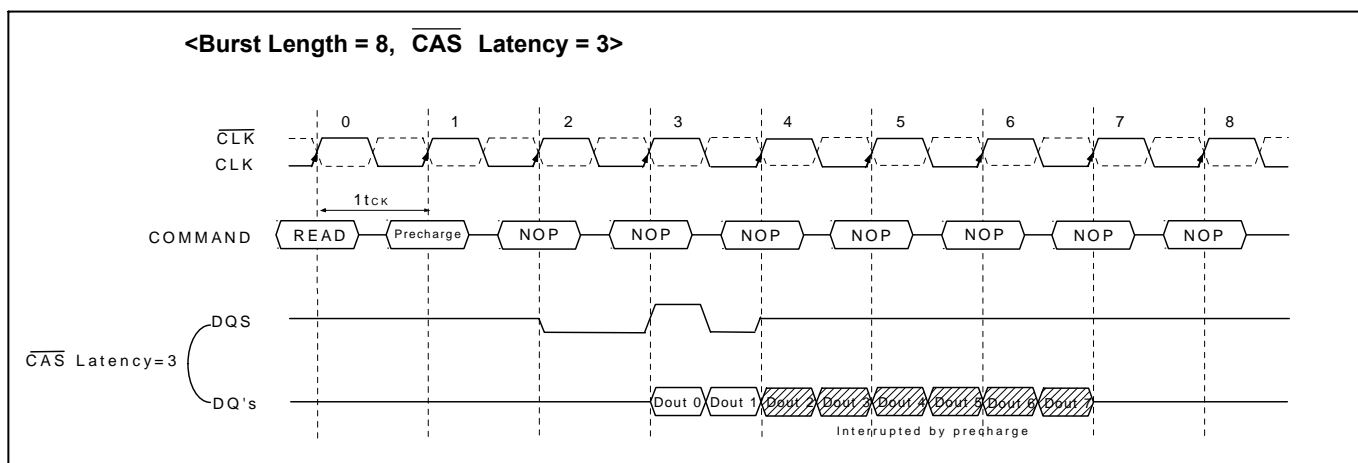 <Burst Length = 8, CAS Latency = 3>
0 1 2 3 4 5 6 7 8
CLK
CLK
1tCK
COMMAND READ Precharge NOP NOP NOP NOP NOP NOP NOP
DQS
CAS Latency=3
DQ's Dout 0 Dout 1 Dout 2 Dout 3 Dout 4 Dout 5 Dout 6 Dout 7
Interrupted by precharge